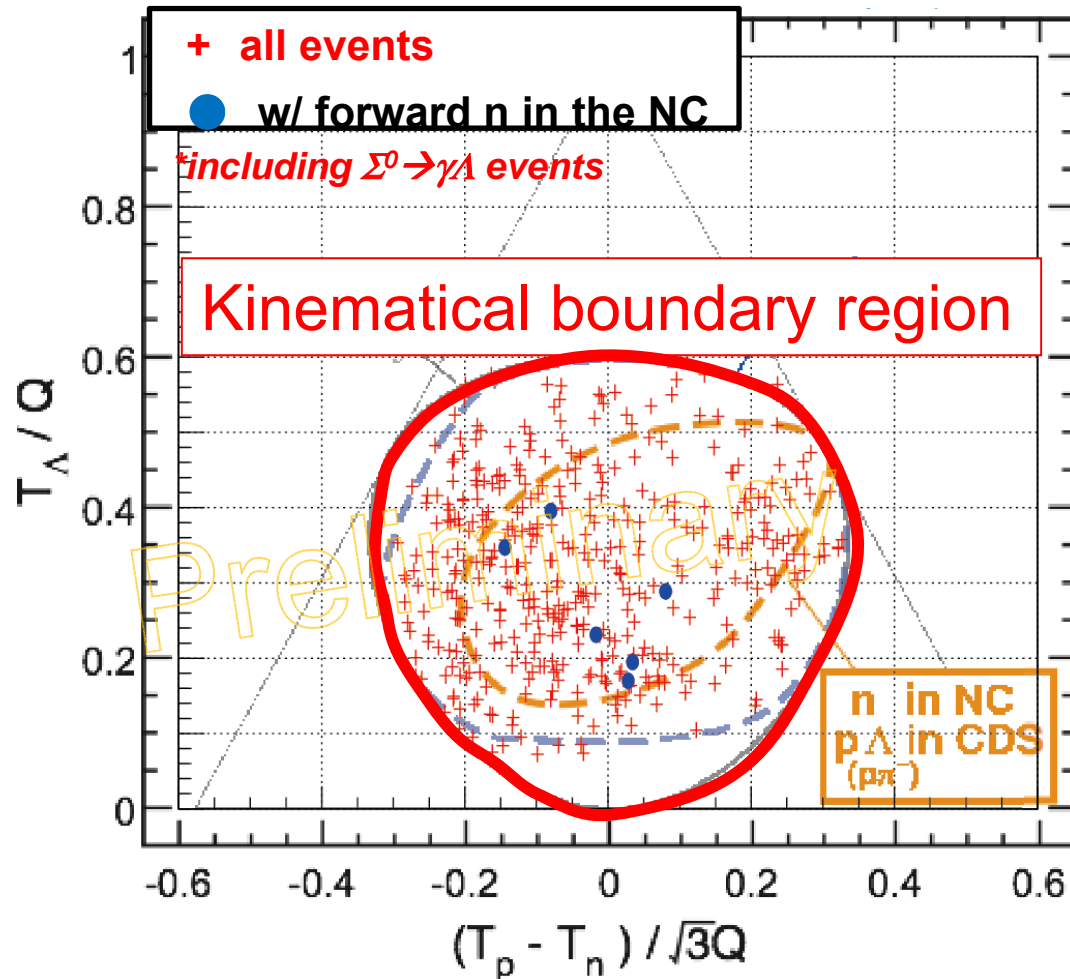 + all events
w/ forward n in the NC
*including Σ⁰→γΛ events
Kinematical boundary region
Preliminary
n in NC
p Λ in CDS
(pπ⁻)
1
0.8
0.6
0.4
0.2
0
-0.6 -0.4 -0.2 0 0.2 0.4 0.6
T_Λ / Q
(T_p - T_n) / √3Q